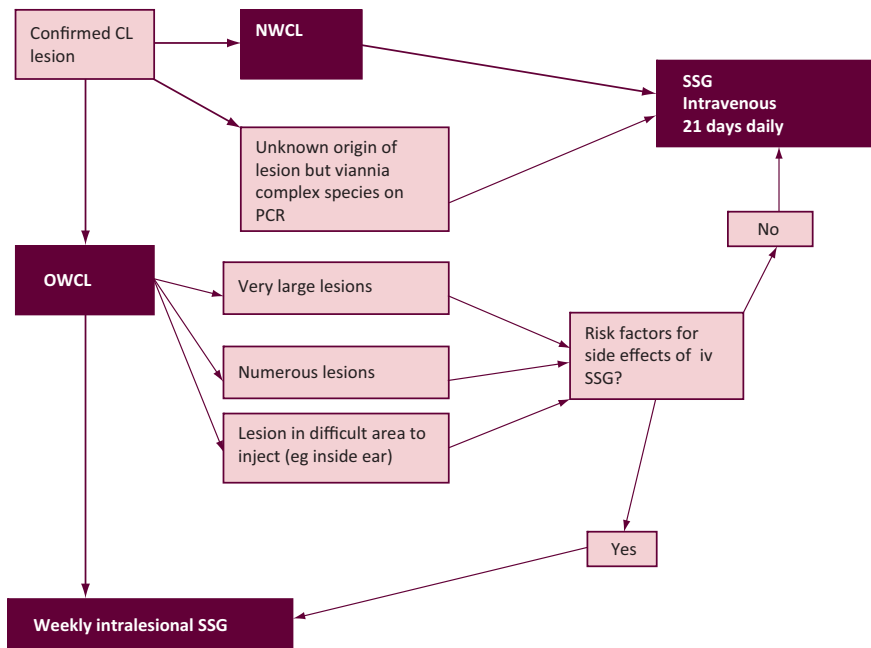 Confirmed CL
lesion
NWCL
SSG
Intravenous
21 days daily
Unknown origin of
lesion but viannia
complex species on
PCR
No
OWCL
Very large lesions
Risk factors for
side effects of iv
SSG?
Numerous lesions
Lesion in difficult area to
inject (eg inside ear)
Yes
Weekly intralesional SSG